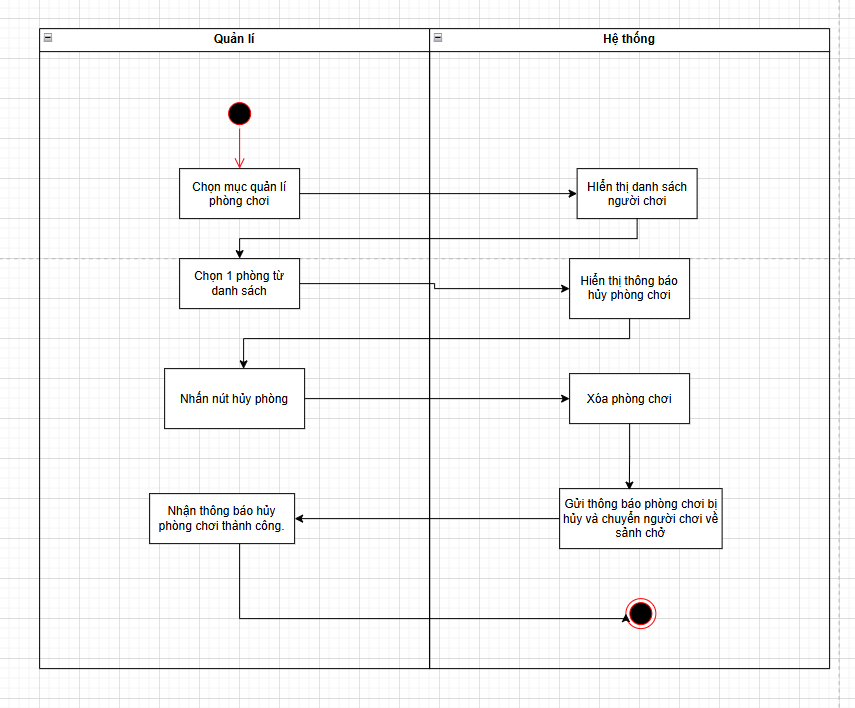 Quản lí
Hệ thống
Chọn mục quản lí
phòng chơi
HIển thị danh sách
người chơi
Chọn 1 phòng từ
danh sách
Hiển thị thông báo
hủy phòng chơi
Nhấn nút hủy phòng
Xóa phòng chơi
Nhận thông báo hủy
phòng chơi thành công.
Gửi thông báo phòng chơi bị
hủy và chuyển người chơi về
sảnh chở